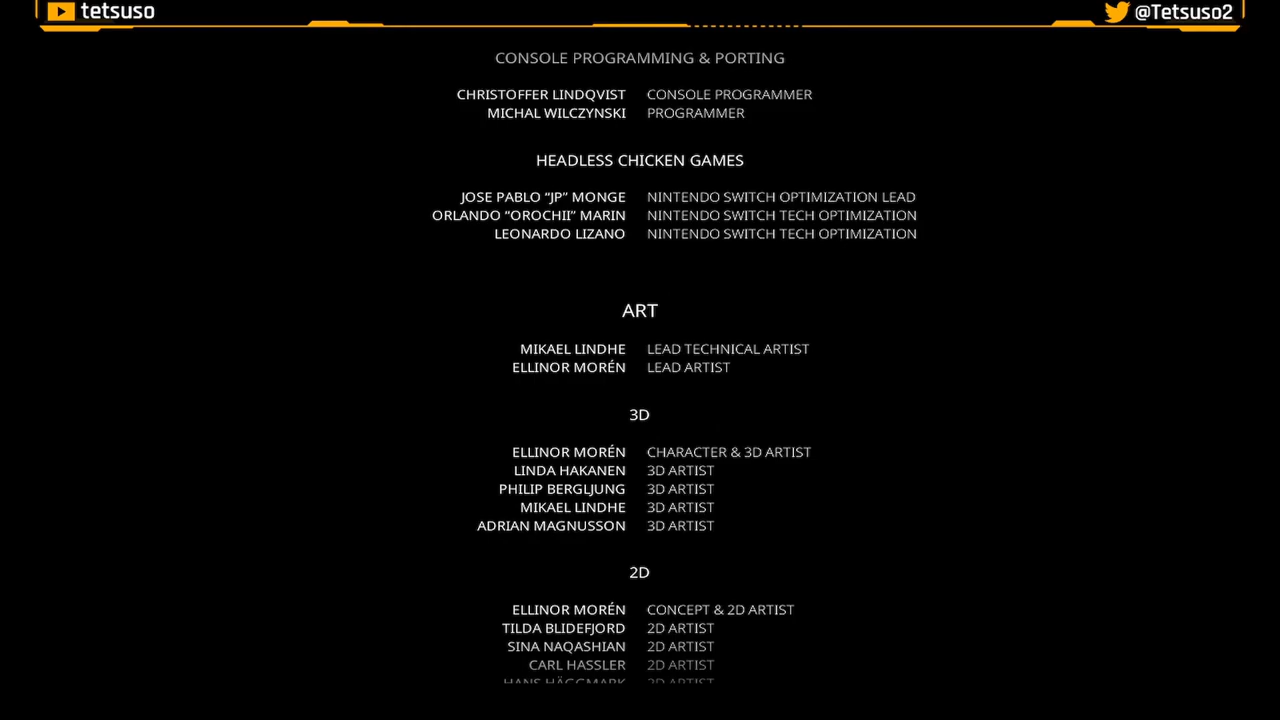 tetsuso
@Tetsuso2
CONSOLE PROGRAMMING & PORTING
CHRISTOFFER LINDQVIST CONSOLE PROGRAMMER
MICHAL WILCZYNSKI PROGRAMMER
HEADLESS CHICKEN GAMES
JOSE PABLO “JP” MONGE NINTENDO SWITCH OPTIMIZATION LEAD
ORLANDO “OROCHII” MARIN NINTENDO SWITCH TECH OPTIMIZATION
LEONARDO LIZANO NINTENDO SWITCH TECH OPTIMIZATION
ART
MIKAEL LINDHE LEAD TECHNICAL ARTIST
ELLINOR MORÉN LEAD ARTIST
3D
ELLINOR MORÉN CHARACTER & 3D ARTIST
LINDA HAKANEN 3D ARTIST
PHILIP BERGLJUNG 3D ARTIST
MIKAEL LINDHE 3D ARTIST
ADRIAN MAGNUSSON 3D ARTIST
2D
ELLINOR MORÉN CONCEPT & 2D ARTIST
TILDA BLIDEFJORD 2D ARTIST
SINA NAQASHIAN 2D ARTIST
CARL HASSLER 2D ARTIST
HANS HÄGGMARK 2D ARTIST